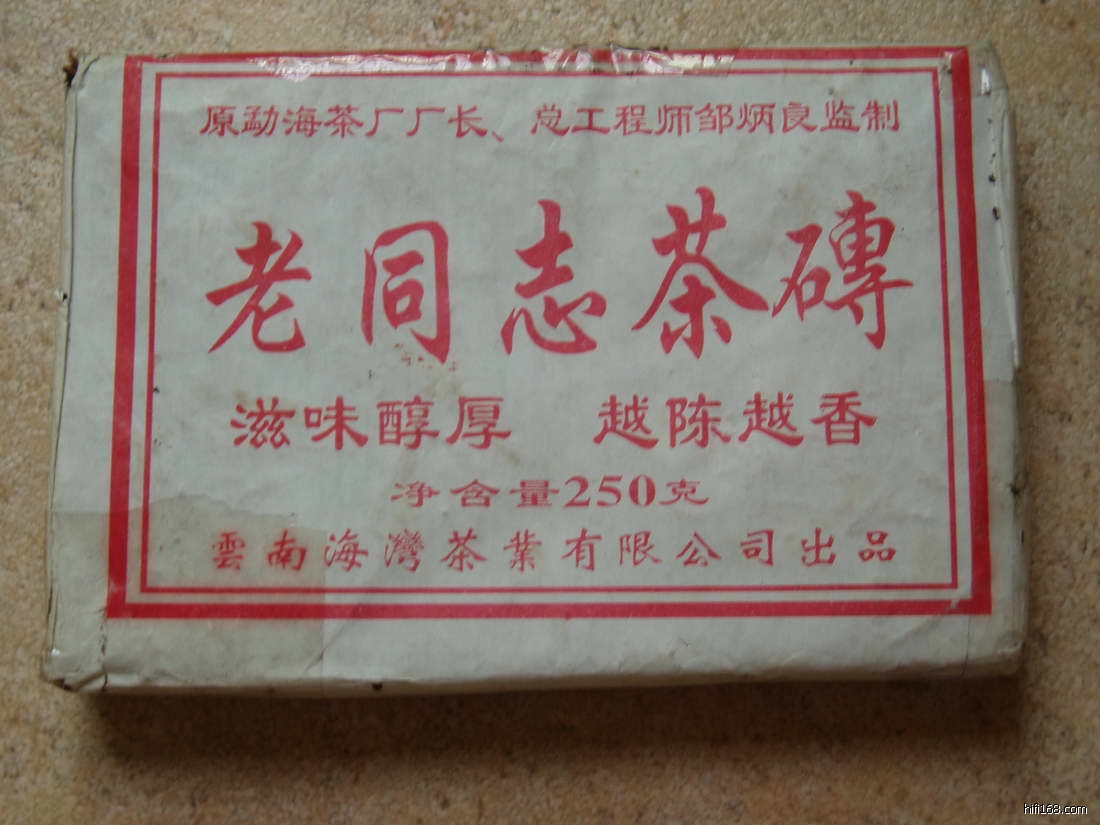 原勐海茶厂厂长、总工程师邹炳良监制
老同志茶磚
滋味醇厚 越陈越香
净含量250克
雲南海灣茶業有限公司出品
hifi168.com